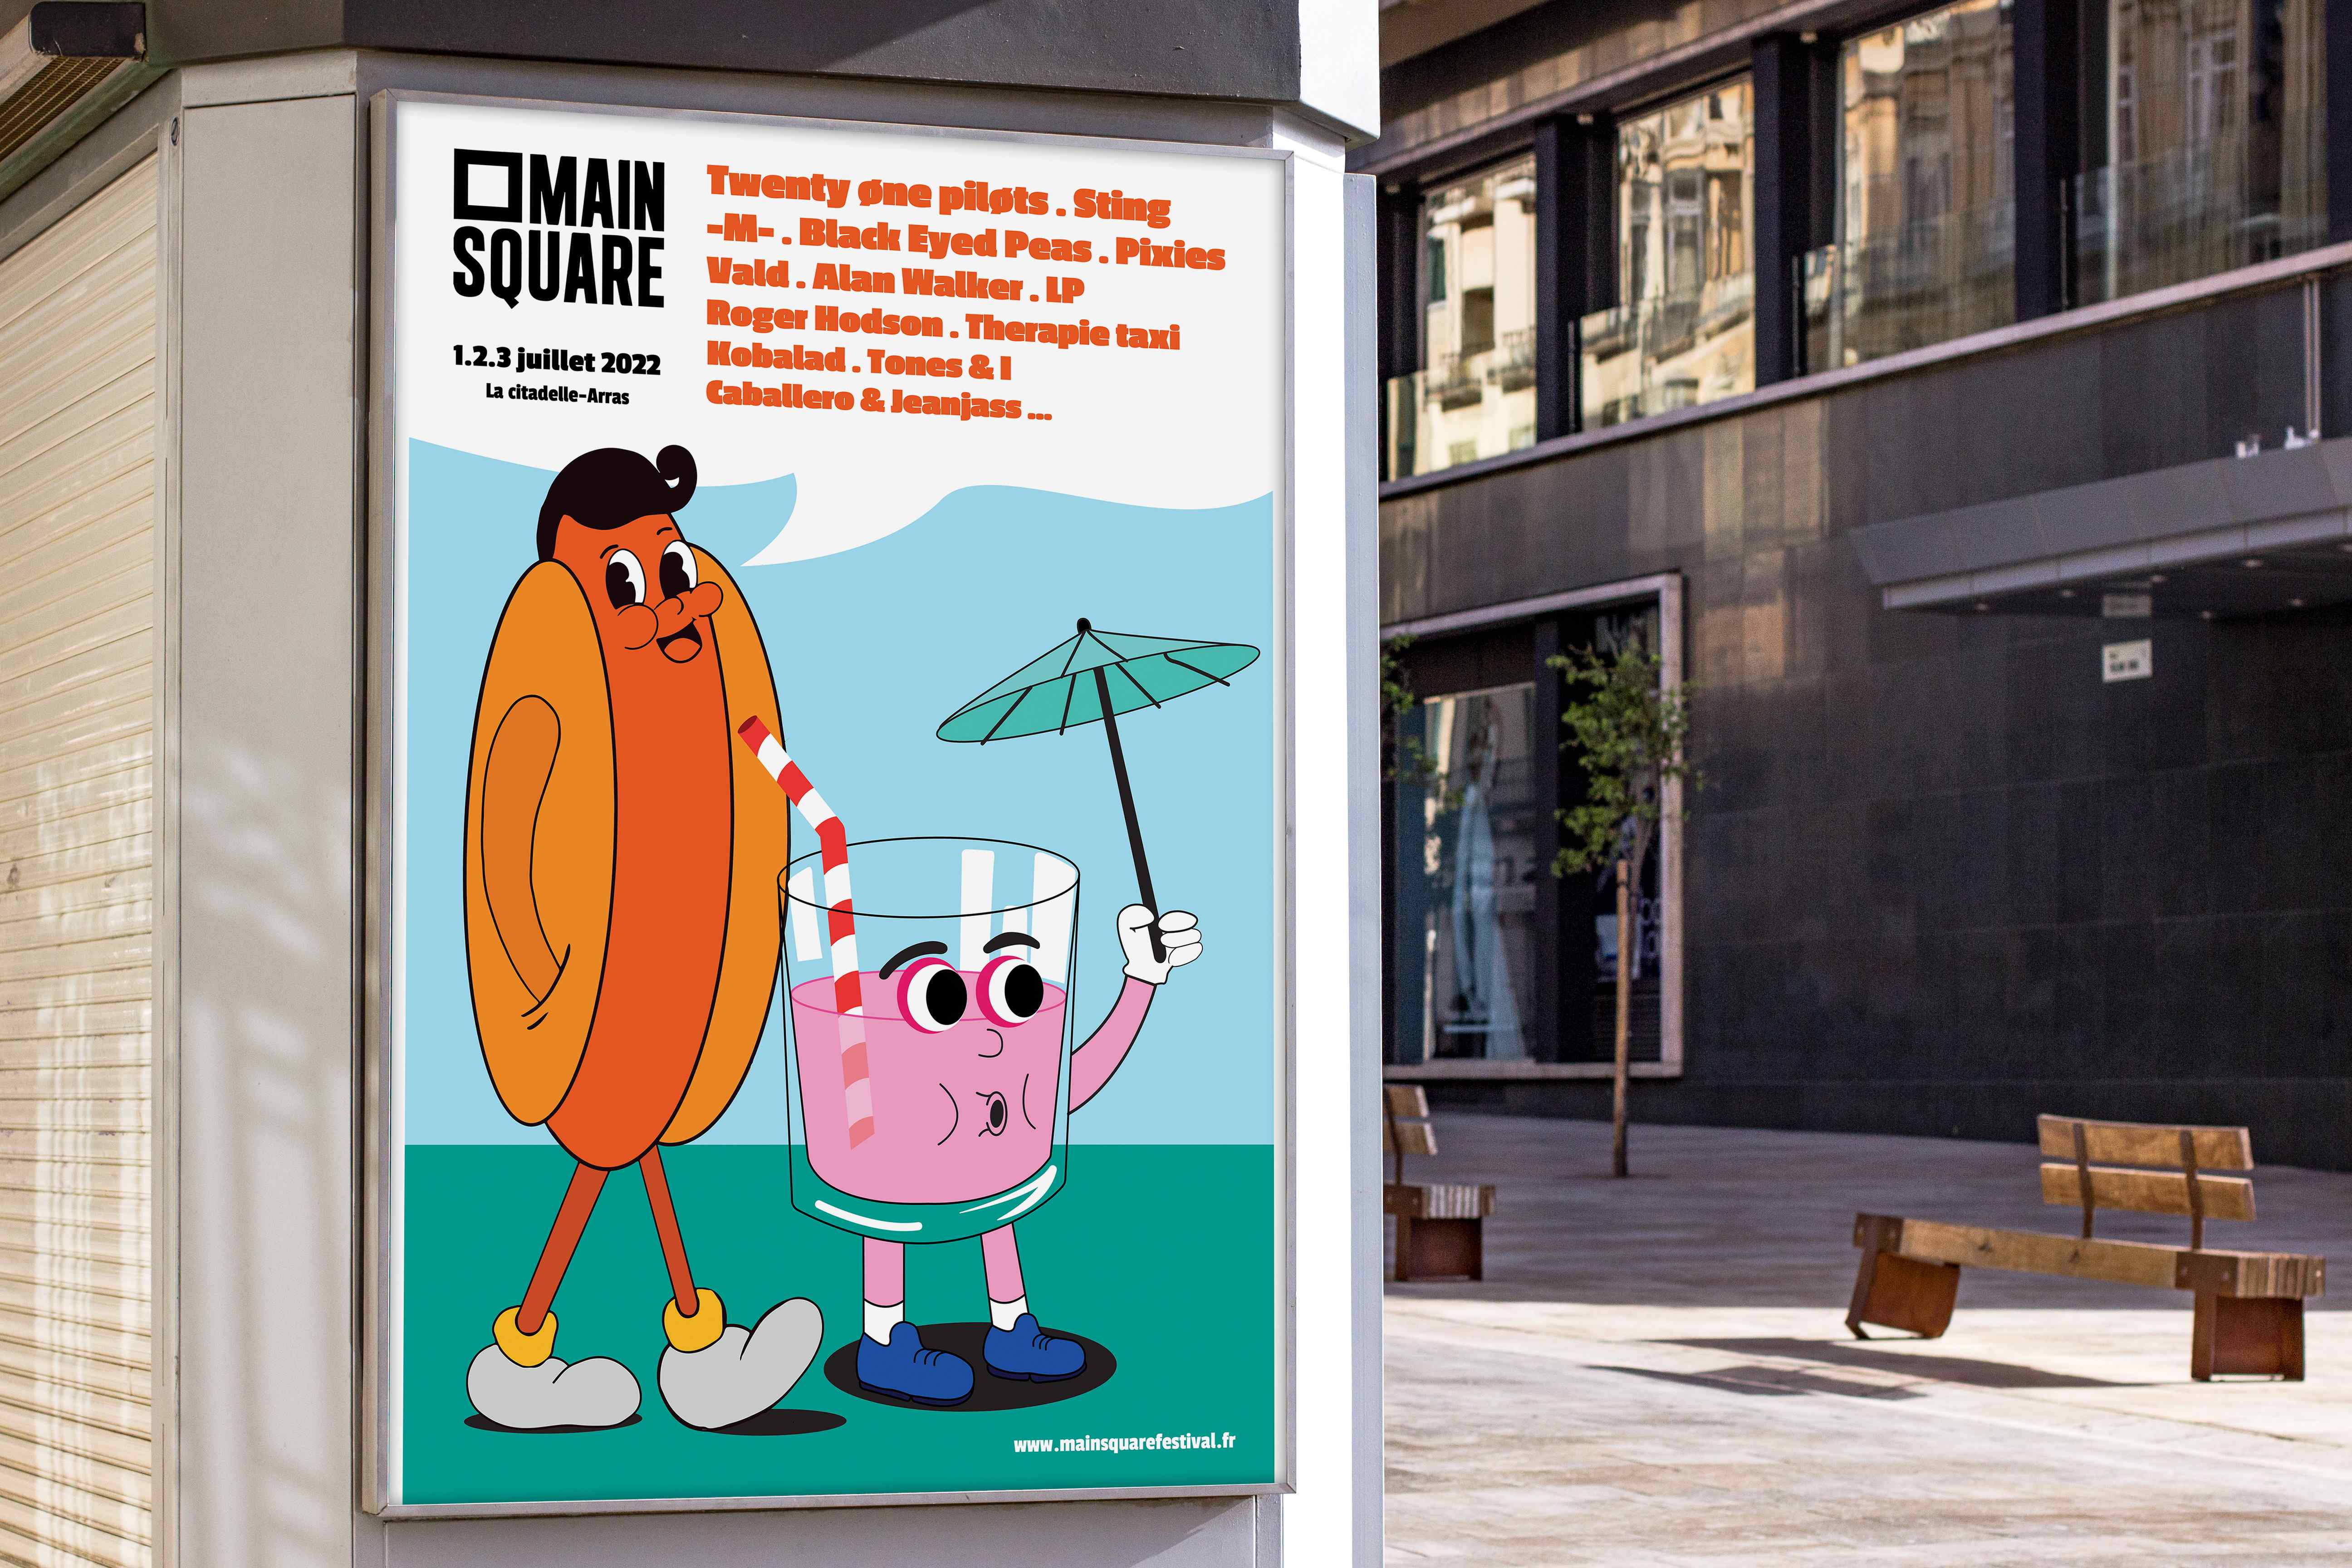 MAIN
SQUARE
1.2.3 juillet 2022
La citadelle-Arras
Twenty øne piløts . Sting
-M- . Black Eyed Peas . Pixies
Vald . Alan Walker . LP
Roger Hodson . Therapie taxi
Kobalad . Tones & I
Caballero & Jeanjass ...
www.mainsquarefestival.fr